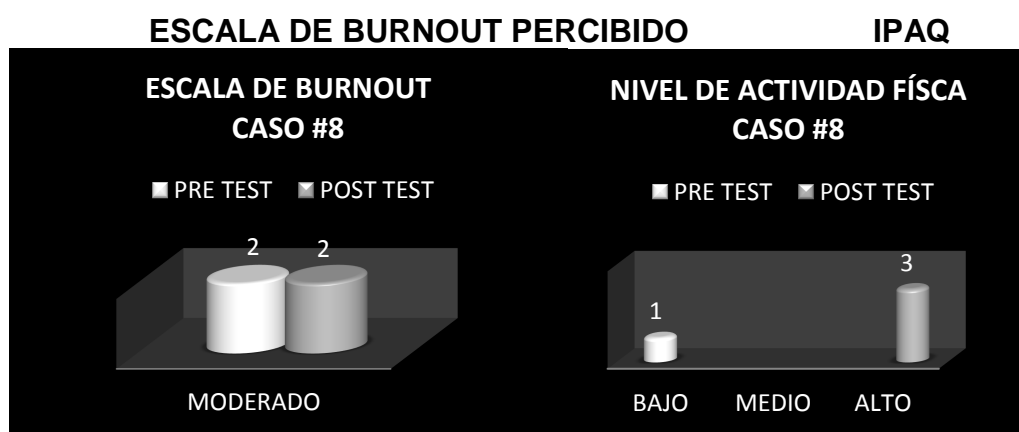 ESCALA DE BURNOUT PERCIBIDO
IPAQ
ESCALA DE BURNOUT
CASO #8
PRE TEST POST TEST
2 2
MODERADO
NIVEL DE ACTIVIDAD FÍSCA
CASO #8
PRE TEST POST TEST
1 3
BAJO MEDIO ALTO